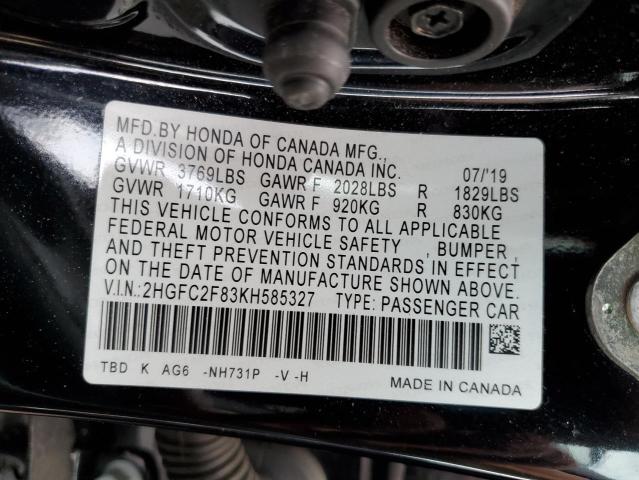 MFD.BY HONDA OF CANADA MFG.,
A DIVISION OF HONDA CANADA INC. 07/'19
GVWR 3769LBS GAWR F 2028LBS R 1829LBS
GVWR 1710KG GAWR F 920KG R 830KG
THIS VEHICLE CONFORMS TO ALL APPLICABLE
FEDERAL MOTOR VEHICLE SAFETY , BUMPER ,
AND THEFT PREVENTION STANDARDS IN EFFECT
ON THE DATE OF MANUFACTURE SHOWN ABOVE.
V.I.N.:2HGFC2F83KH585327 TYPE: PASSENGER CAR
TBD K AG6 -NH731P -V -H MADE IN CANADA